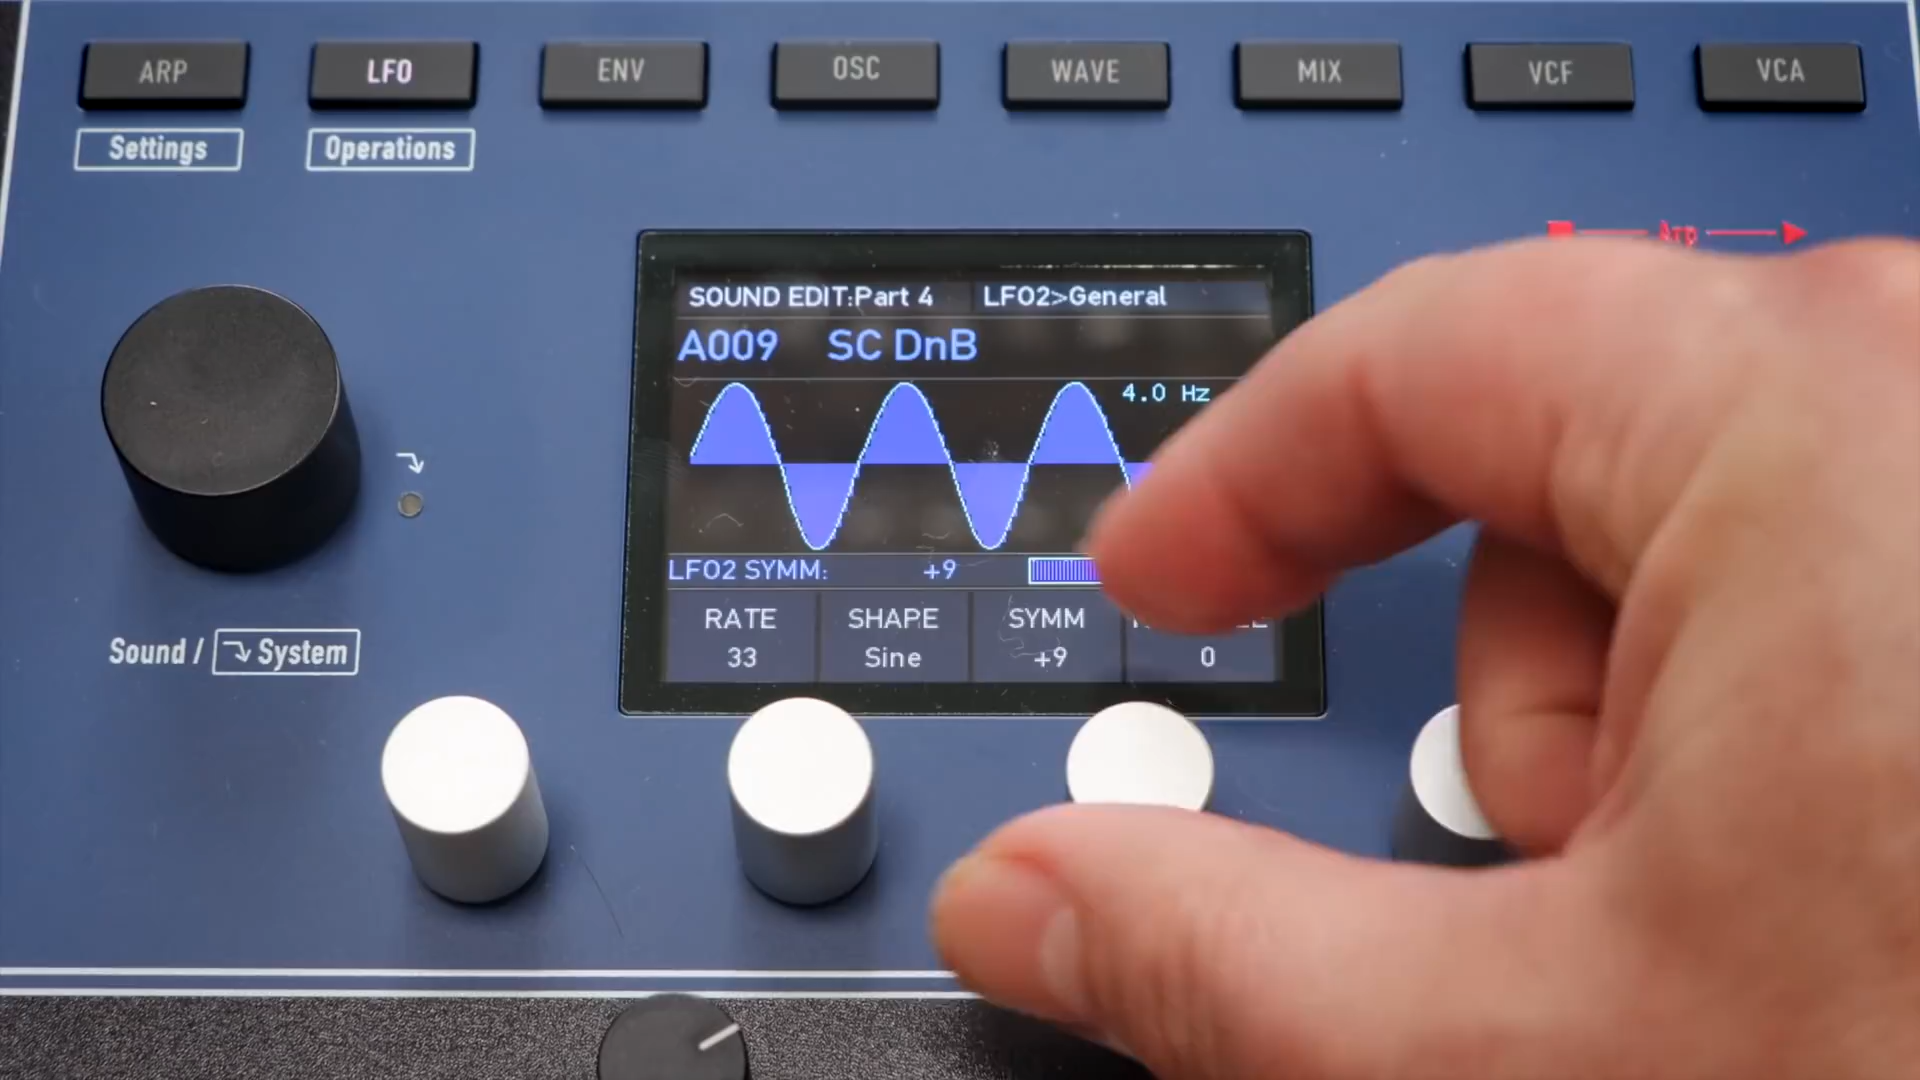 ARP LFO ENV OSC WAVE MIX VCF VCA
Settings Operations
Arp
SOUND EDIT:Part 4 LFO2>General
A009 SC DnB
4.0 Hz
LFO2 SYMM: +9
RATE SHAPE SYMM
33 Sine +9 0
Sound / System